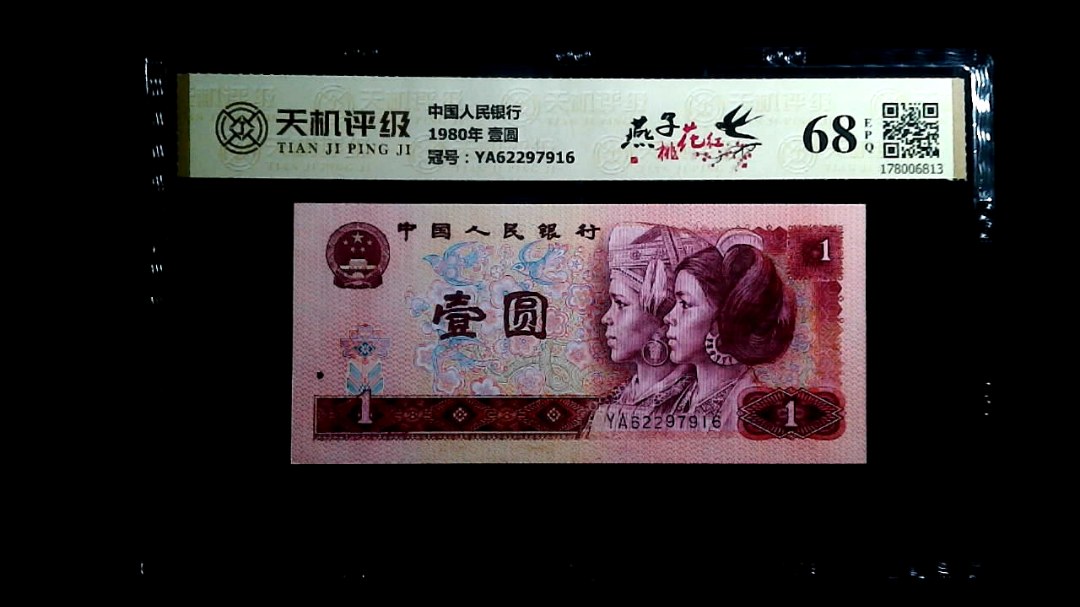 天机评级
TIAN JI PING JI
中国人民银行
1980年 壹圆
冠号：YA62297916
燕子
桃花红
68
EPQ
178006813
中国人民银行
壹圆
1
1
YA62297916
1